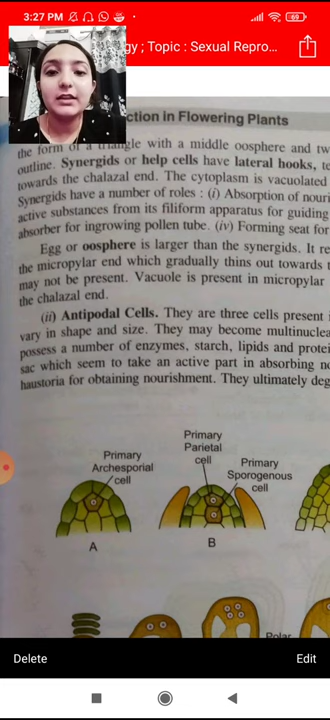 3:27 PM
69
gy ; Topic : Sexual Repro...
ction in Flowering Plants
the form of a triangle with a middle oosphere and tw
outline. Synergids or help cells have lateral hooks, te
towards the chalazal end. The cytoplasm is vacuolated
Synergids have a number of roles : (i) Absorption of nouri
active substances from its filiform apparatus for guiding
absorber for ingrowing pollen tube. (iv) Forming seat for
Egg or oosphere is larger than the synergids. It re
the micropylar end which gradually thins out towards t
may not be present. Vacuole is present in micropylar
the chalazal end.
(ii) Antipodal Cells. They are three cells present i
vary in shape and size. They may become multinuclea
possess a number of enzymes, starch, lipids and protei
sac which seem to take an active part in absorbing no
haustoria for obtaining nourishment. They ultimately deg
Primary
Archesporial
cell
Primary
Parietal
cell
Primary
Sporogenous
cell
A
B
Polar
Delete
Edit